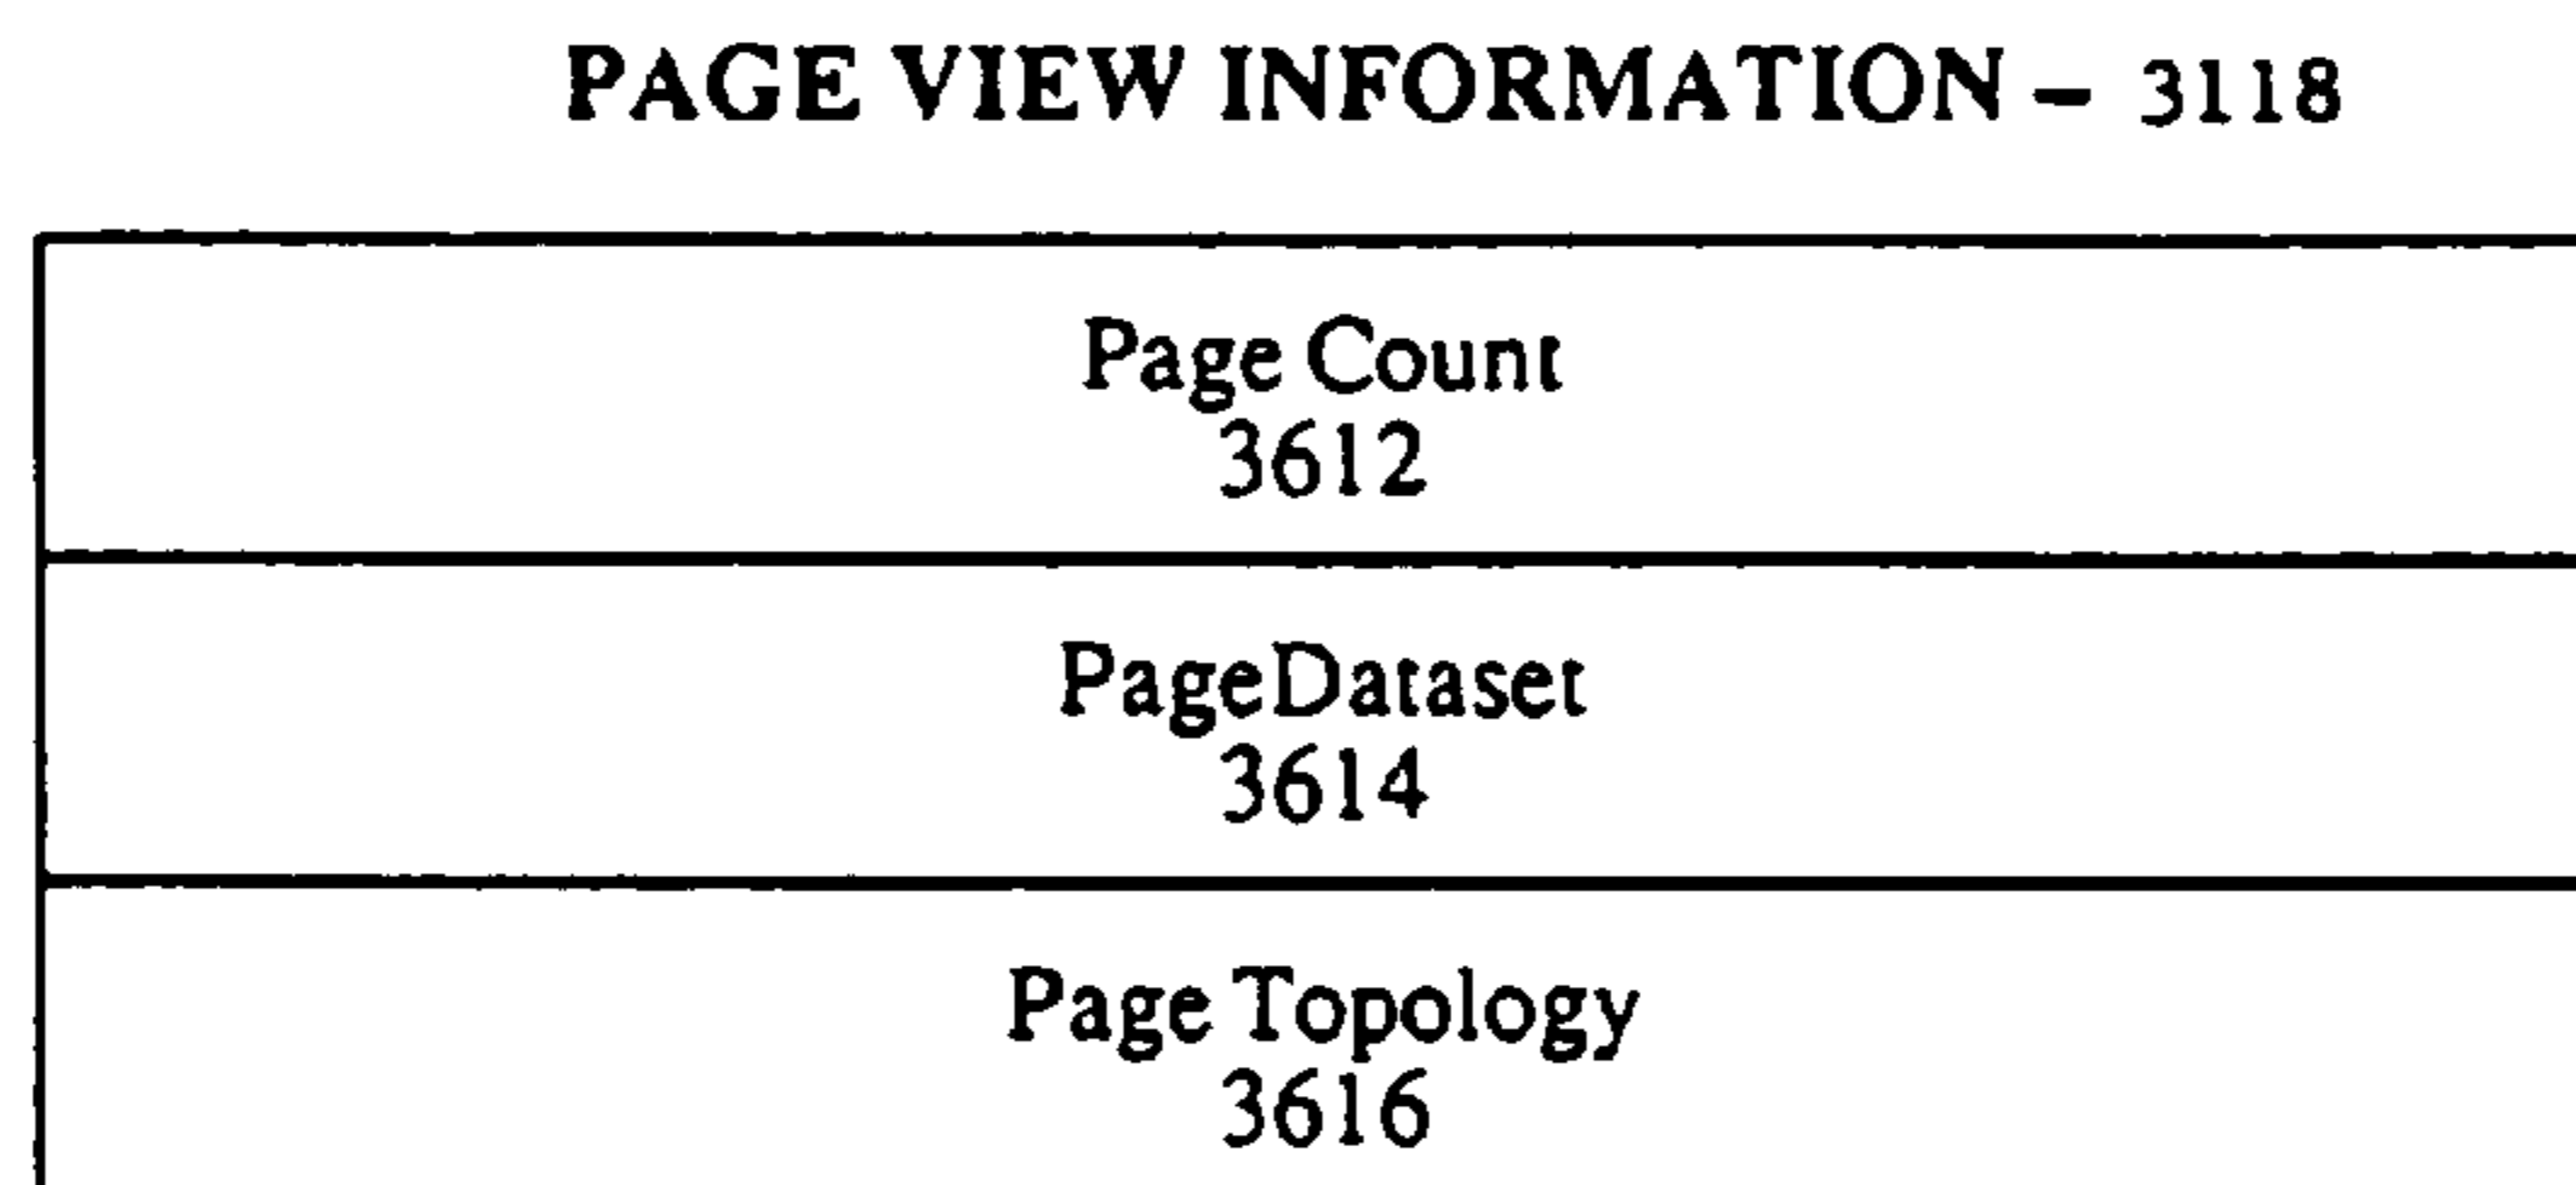 PAGE VIEW INFORMATION – 3118
Page Count
3612
PageDataset
3614
Page Topology
3616